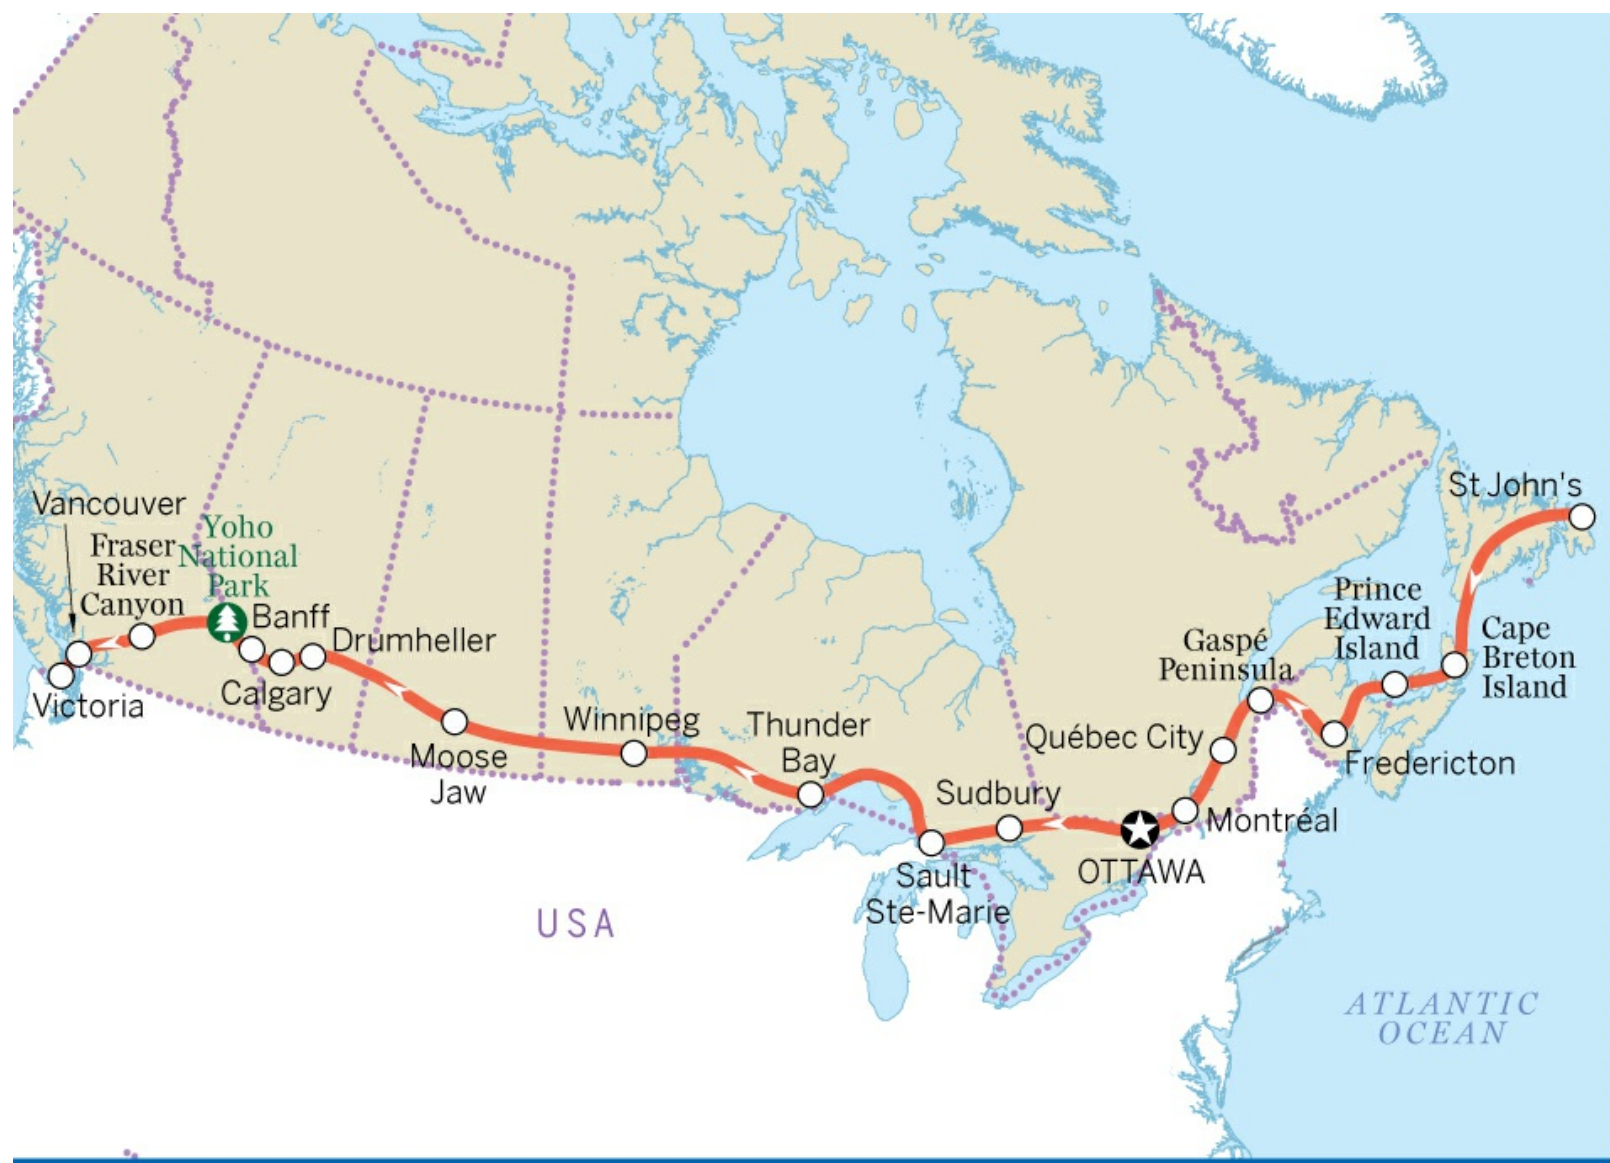 St John's
Vancouver
Yoho
National
Park
Fraser
River
Canyon
Banff
Drumheller
Calgary
Victoria
Moose
Jaw
Winnipeg
Thunder
Bay
Sault
Ste-Marie
Sudbury
OTTAWA
Montréal
Québec City
Gaspé
Peninsula
Fredericton
Prince
Edward
Island
Cape
Breton
Island
USA
ATLANTIC
OCEAN